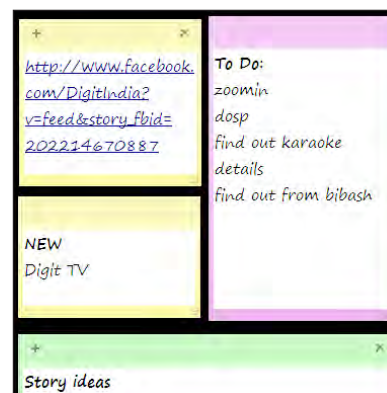 http://www.facebook.
com/DigitIndia?
v=feed&story_fbid=
202214670887
NEW
Digit TV
To Do:
zoomin
dosp
find out karaoke
details
find out from bibash
Story ideas